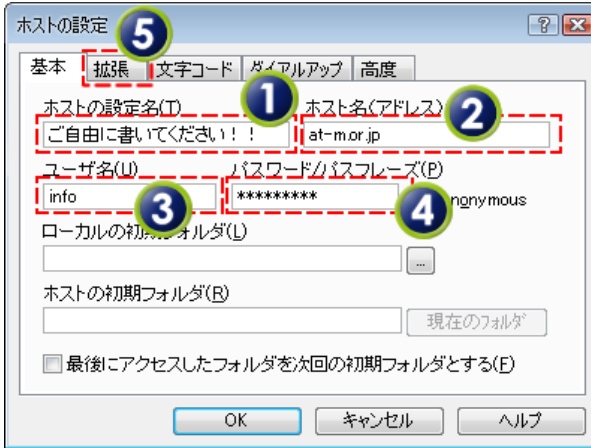 ホストの設定
5
基本 拡張 文字コード ダイアルアップ 高度
1
ホストの設定名(T) ホスト名(アドレス)
2
ご自由に書いてください!! at-m.or.jp
ユーザ名(U) パスワード/パスフレーズ(P)
info 3 ********* 4 nonymous
ローカルの初期フォルダ(L)
...
ホストの初期フォルダ(R)
現在のフォルダ
最後にアクセスしたフォルダを次回の初期フォルダとする(F)
OK キャンセル ヘルプ